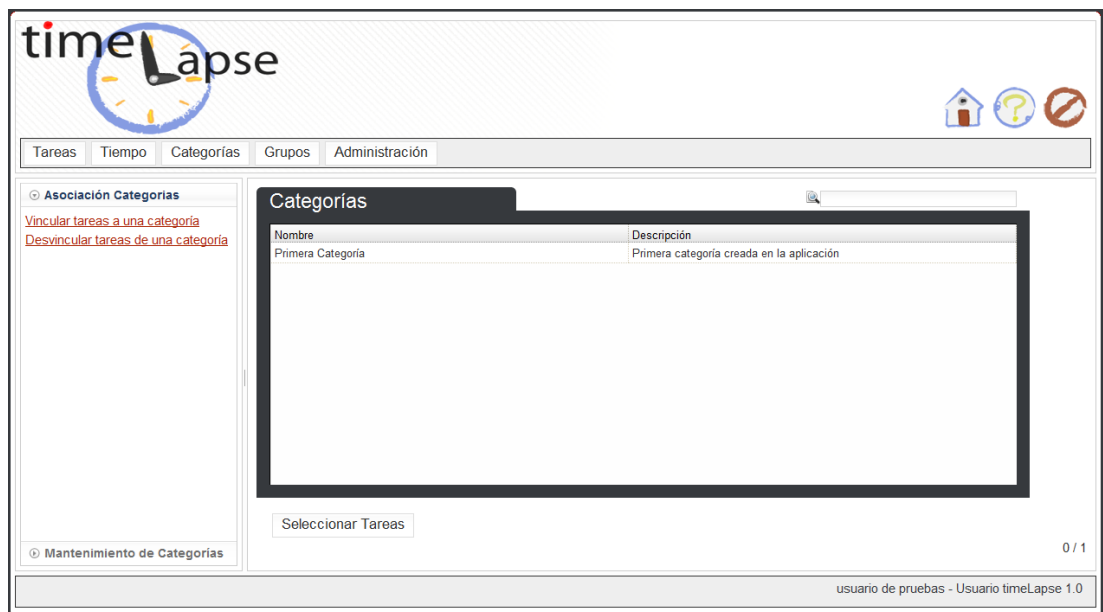 timeLapse
Tareas Tiempo Categorías Grupos Administración
Asociación Categorias
Vincular tareas a una categoría
Desvincular tareas de una categoría
Mantenimiento de Categorías
Categorías
Nombre Descripción
Primera Categoría Primera categoría creada en la aplicación
Seleccionar Tareas
0 / 1
usuario de pruebas - Usuario timeLapse 1.0